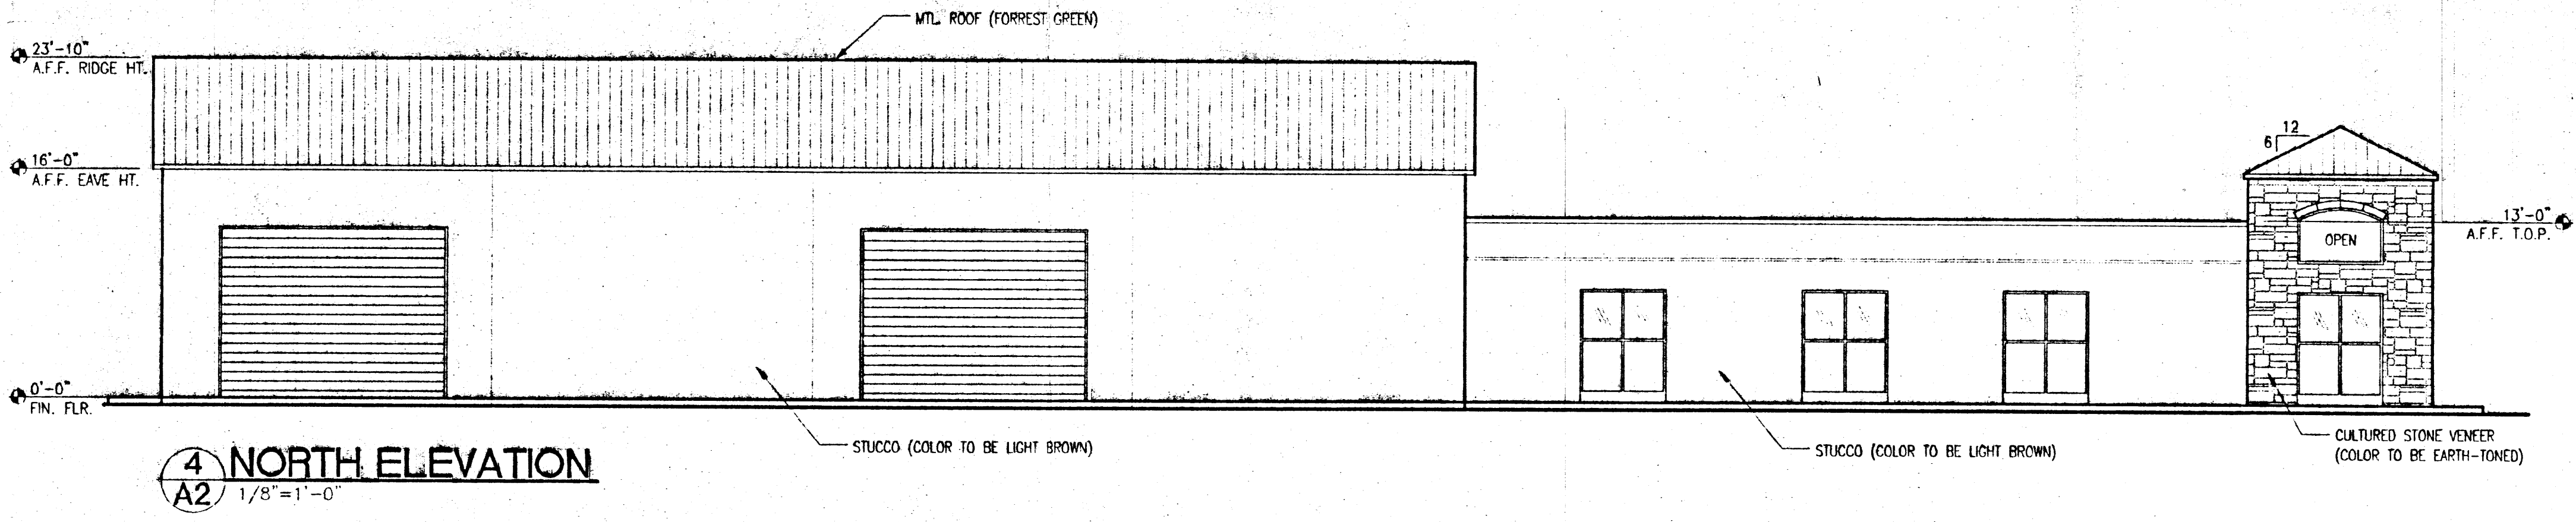 MTL. ROOF (FORREST GREEN)
23'-10"
A.F.F. RIDGE HT.
12
6
16'-0"
A.F.F. EAVE HT.
13'-0"
A.F.F. T.O.P.
OPEN
0'-0"
FIN. FLR.
STUCCO (COLOR TO BE LIGHT BROWN)
STUCCO (COLOR TO BE LIGHT BROWN)
CULTURED STONE VENEER
(COLOR TO BE EARTH-TONED)
4
A2
NORTH ELEVATION
1/8"=1'-0"